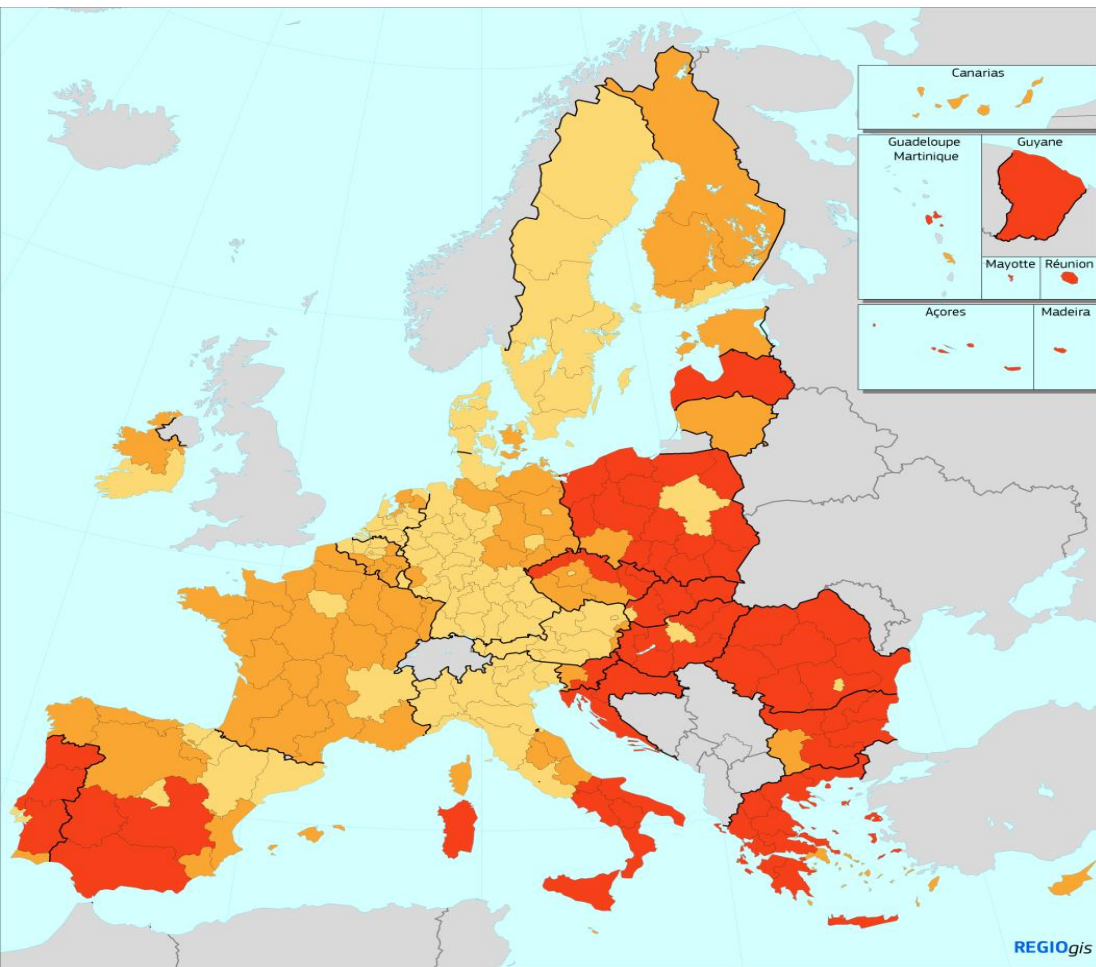 Canarias
Guadeloupe
Martinique
Guyane
Mayotte
Réunion
Açores
Madeira
REGIOgis